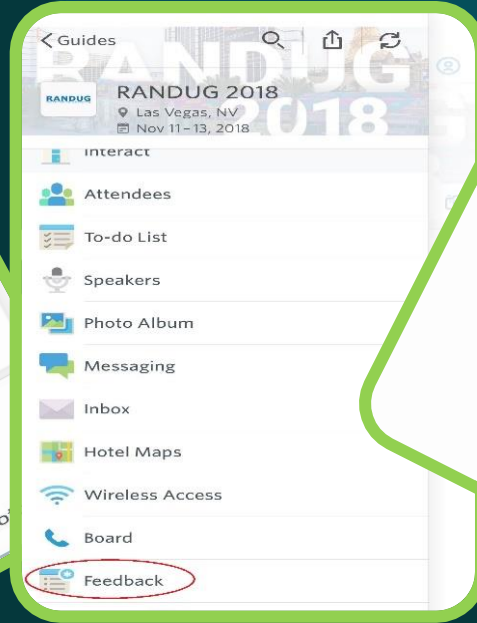 Guides
RANDUG
2018
RANDUG
RANDUG 2018
Las Vegas, NV
Nov 11–13, 2018
Interact
Attendees
To-do List
Speakers
Photo Album
Messaging
Inbox
Hotel Maps
Wireless Access
Board
Feedback